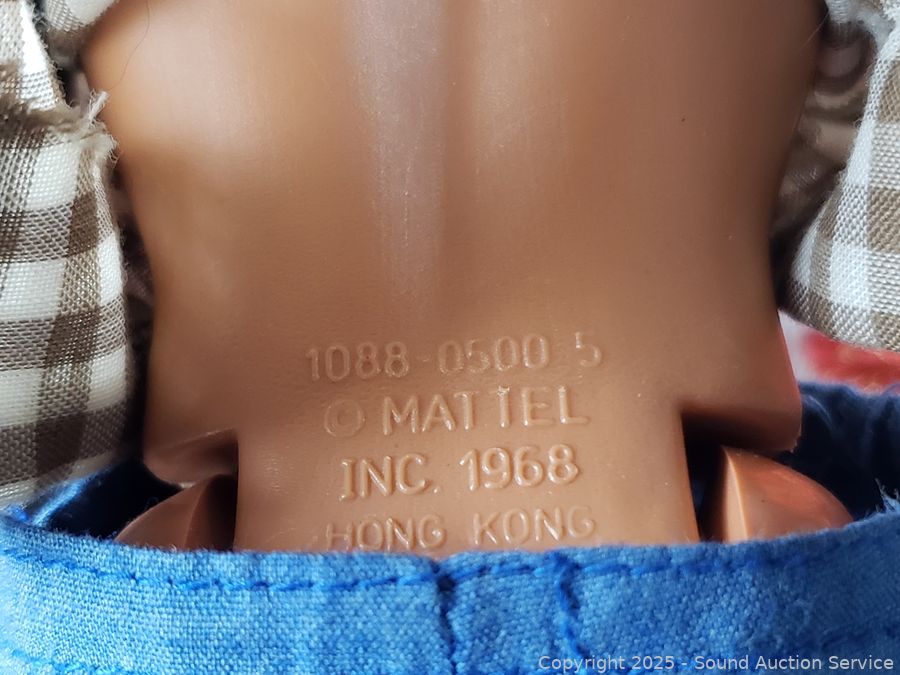 1088-0500 5
© MATTEL
INC. 1968
HONG KONG
Copyright 2025 - Sound Auction Service